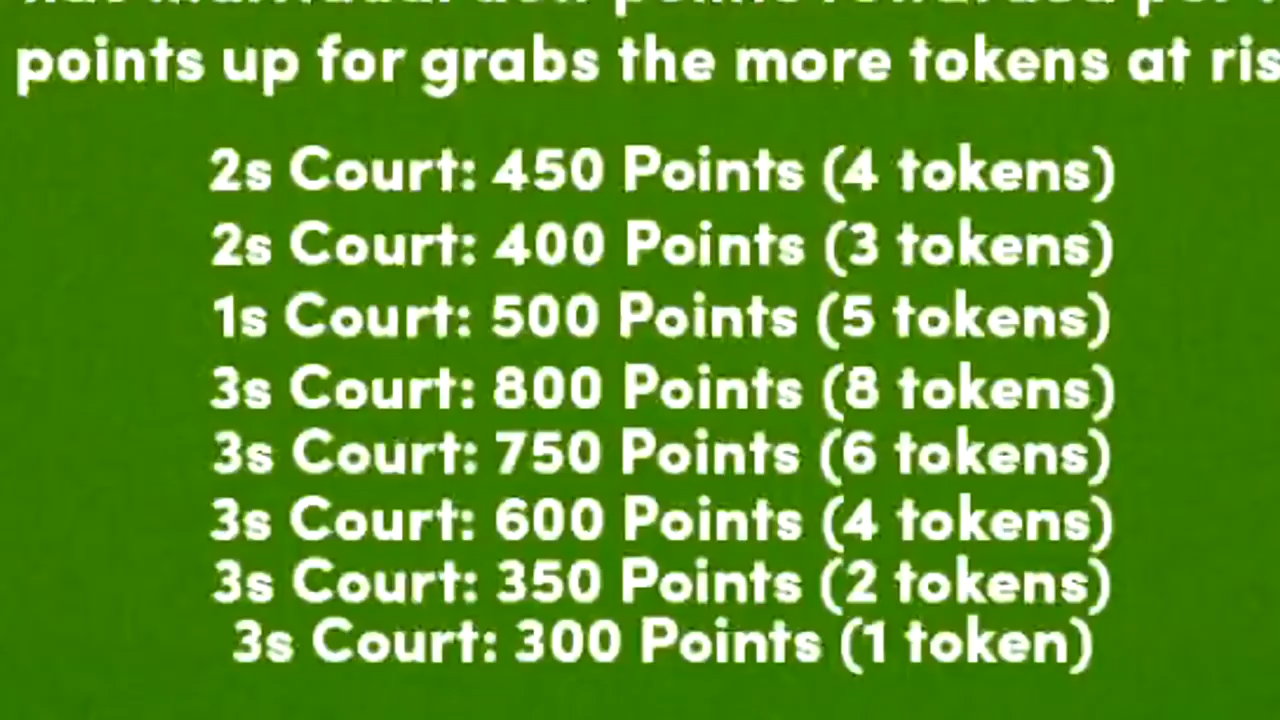 points up for grabs the more tokens at
2s Court: 450 Points (4 tokens)
2s Court: 400 Points (3 tokens)
1s Court: 500 Points (5 tokens)
3s Court: 800 Points (8 tokens)
3s Court: 750 Points (6 tokens)
3s Court: 600 Points (4 tokens)
3s Court: 350 Points (2 tokens)
3s Court: 300 Points (1 token)